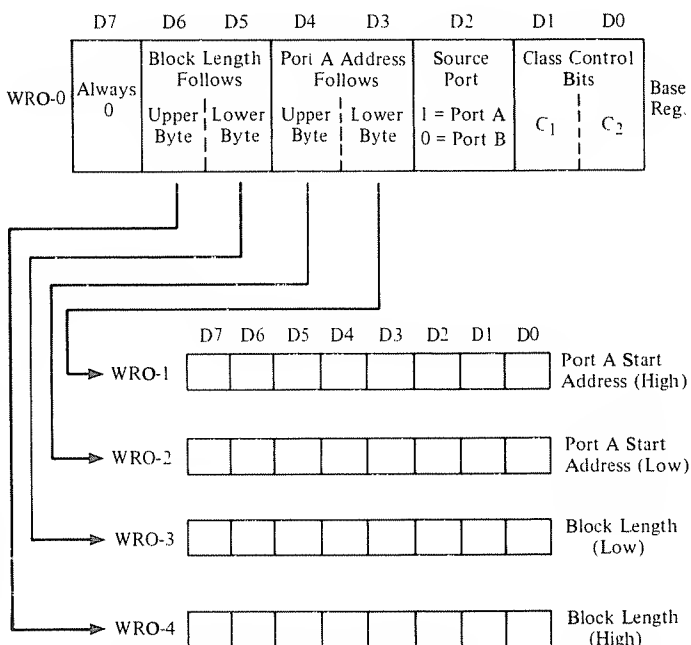 D7 D6 D5 D4 D3 D2 D1 D0
Block Length Port A Address Source Class Control
Follows Follows Port Bits
WRO-0 Always 0
Upper Byte Lower Byte Upper Byte Lower Byte
1 = Port A
0 = Port B
C1 C2
Base Reg.
D7 D6 D5 D4 D3 D2 D1 D0
WRO-1 Port A Start
Address (High)
WRO-2 Port A Start
Address (Low)
WRO-3 Block Length
(Low)
WRO-4 Block Length
(High)